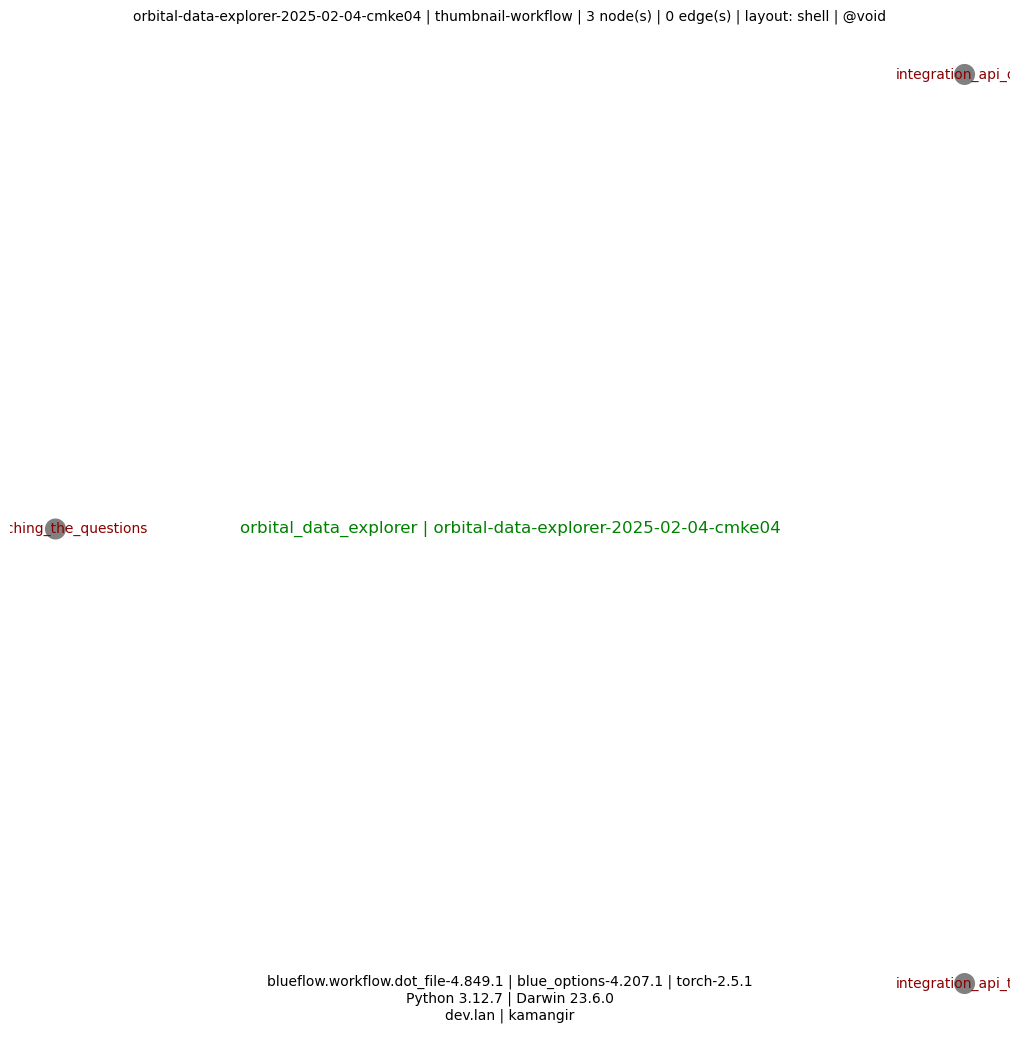 orbital-data-explorer-2025-02-04-cmke04 | thumbnail-workflow | 3 node(s) | 0 edge(s) | layout: shell | @void
integration_api_
ching_the_questions
orbital_data_explorer | orbital-data-explorer-2025-02-04-cmke04
blueflow.workflow.dot_file-4.849.1 | blue_options-4.207.1 | torch-2.5.1
integration_api_t
Python 3.12.7 | Darwin 23.6.0
dev.lan | kamangir